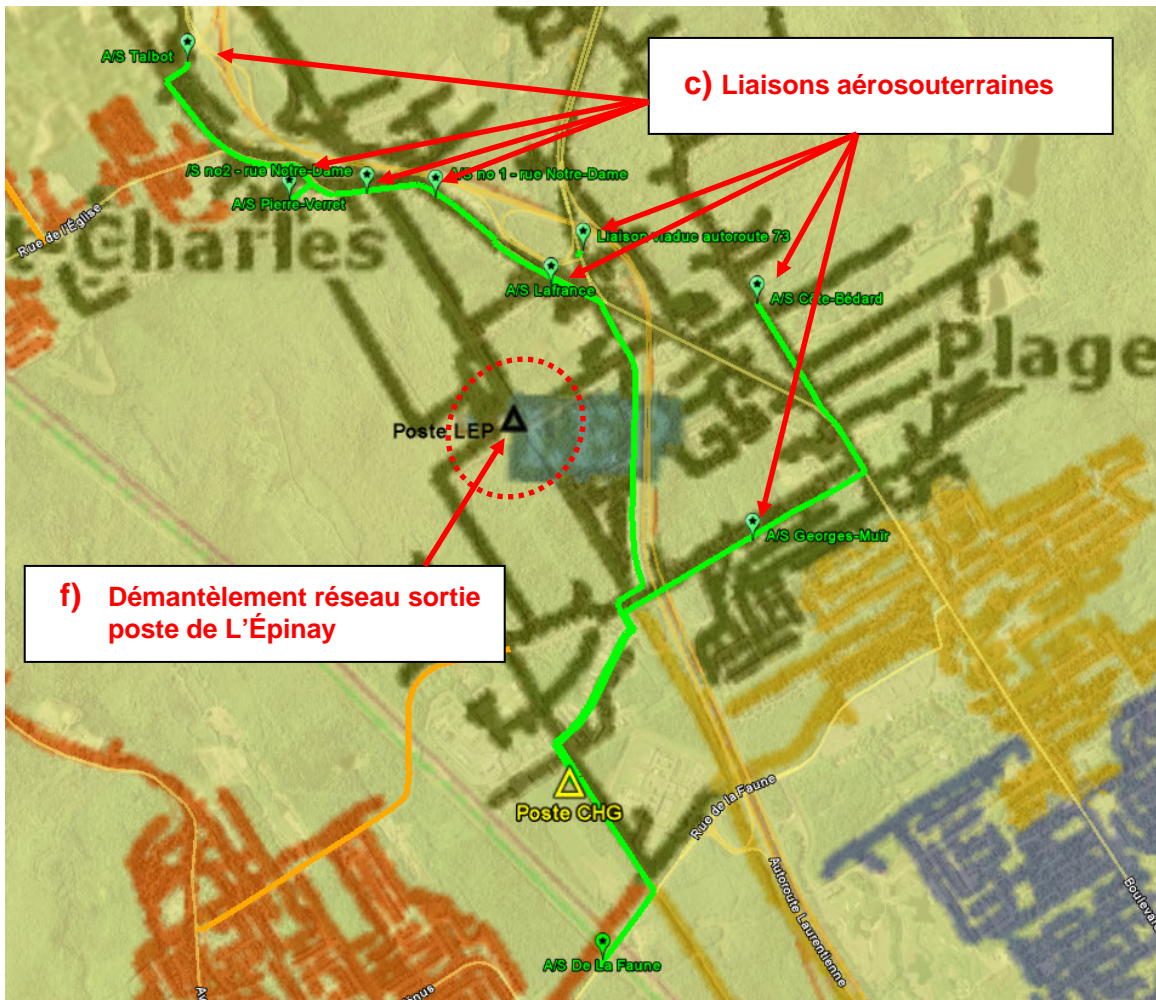 A/S Talbot
c) Liaisons aérosouterraines
/S no2 - rue Notre-Dame
A/S no 1 - rue Notre-Dame
A/S Pierre-Verret
Rue de l'Église
Charles
Liaison viaduc autoroute 73
A/S Lafrance
A/S Côte-Bédard
Plage
Poste LEP
A/S Georges-Muir
f) Démantèlement réseau sortie
poste de L'Épinay
Poste CHG
Rue de la Faune
Autoroute Laurentienne
Boulevard
A/S De La Faune